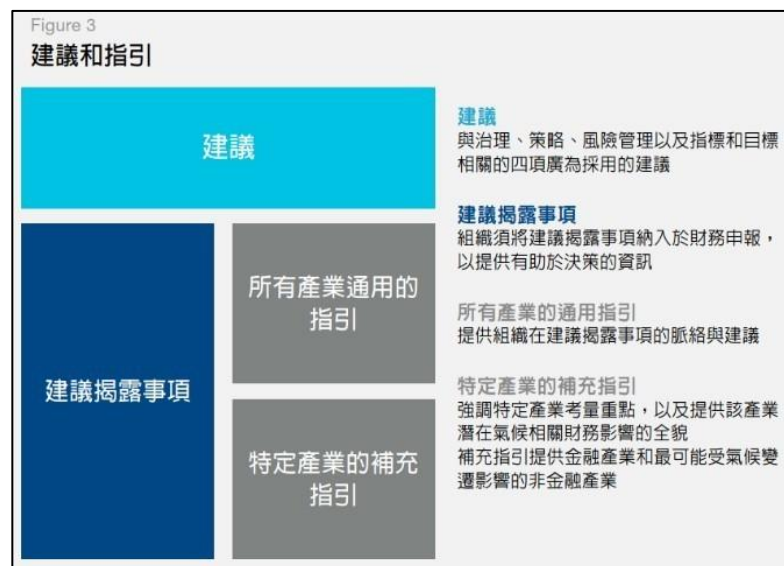 Figure 3
建議和指引
建議
建議揭露事項
所有產業通用的
指引
特定產業的補充
指引
建議
與治理、策略、風險管理以及指標和目標
相關的四項廣為採用的建議
建議揭露事項
組織須將建議揭露事項納入於財務申報，
以提供有助於決策的資訊
所有產業的通用指引
提供組織在建議揭露事項的脈絡與建議
特定產業的補充指引
強調特定產業考量重點，以及提供該產業
潛在氣候相關財務影響的全貌
補充指引提供金融產業和最可能受氣候變
遷影響的非金融產業